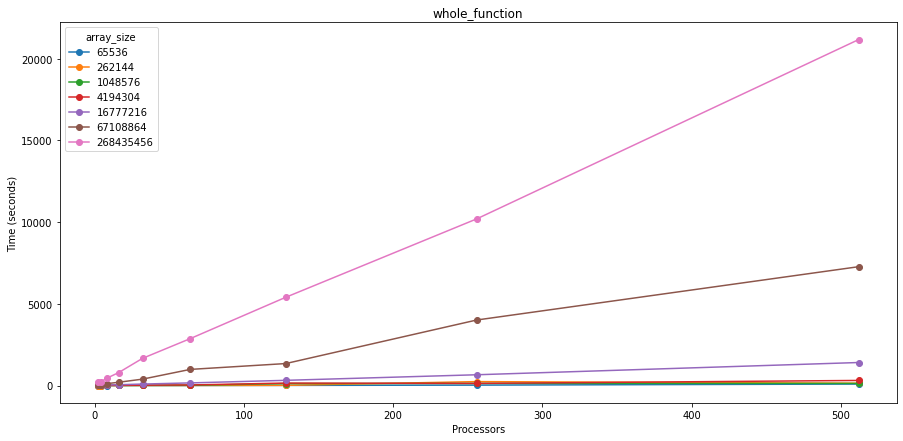 whole_function
array_size
65536
262144
1048576
4194304
16777216
67108864
268435456
Time (seconds)
20000
15000
10000
5000
0
0 100 200 300 400 500
Processors